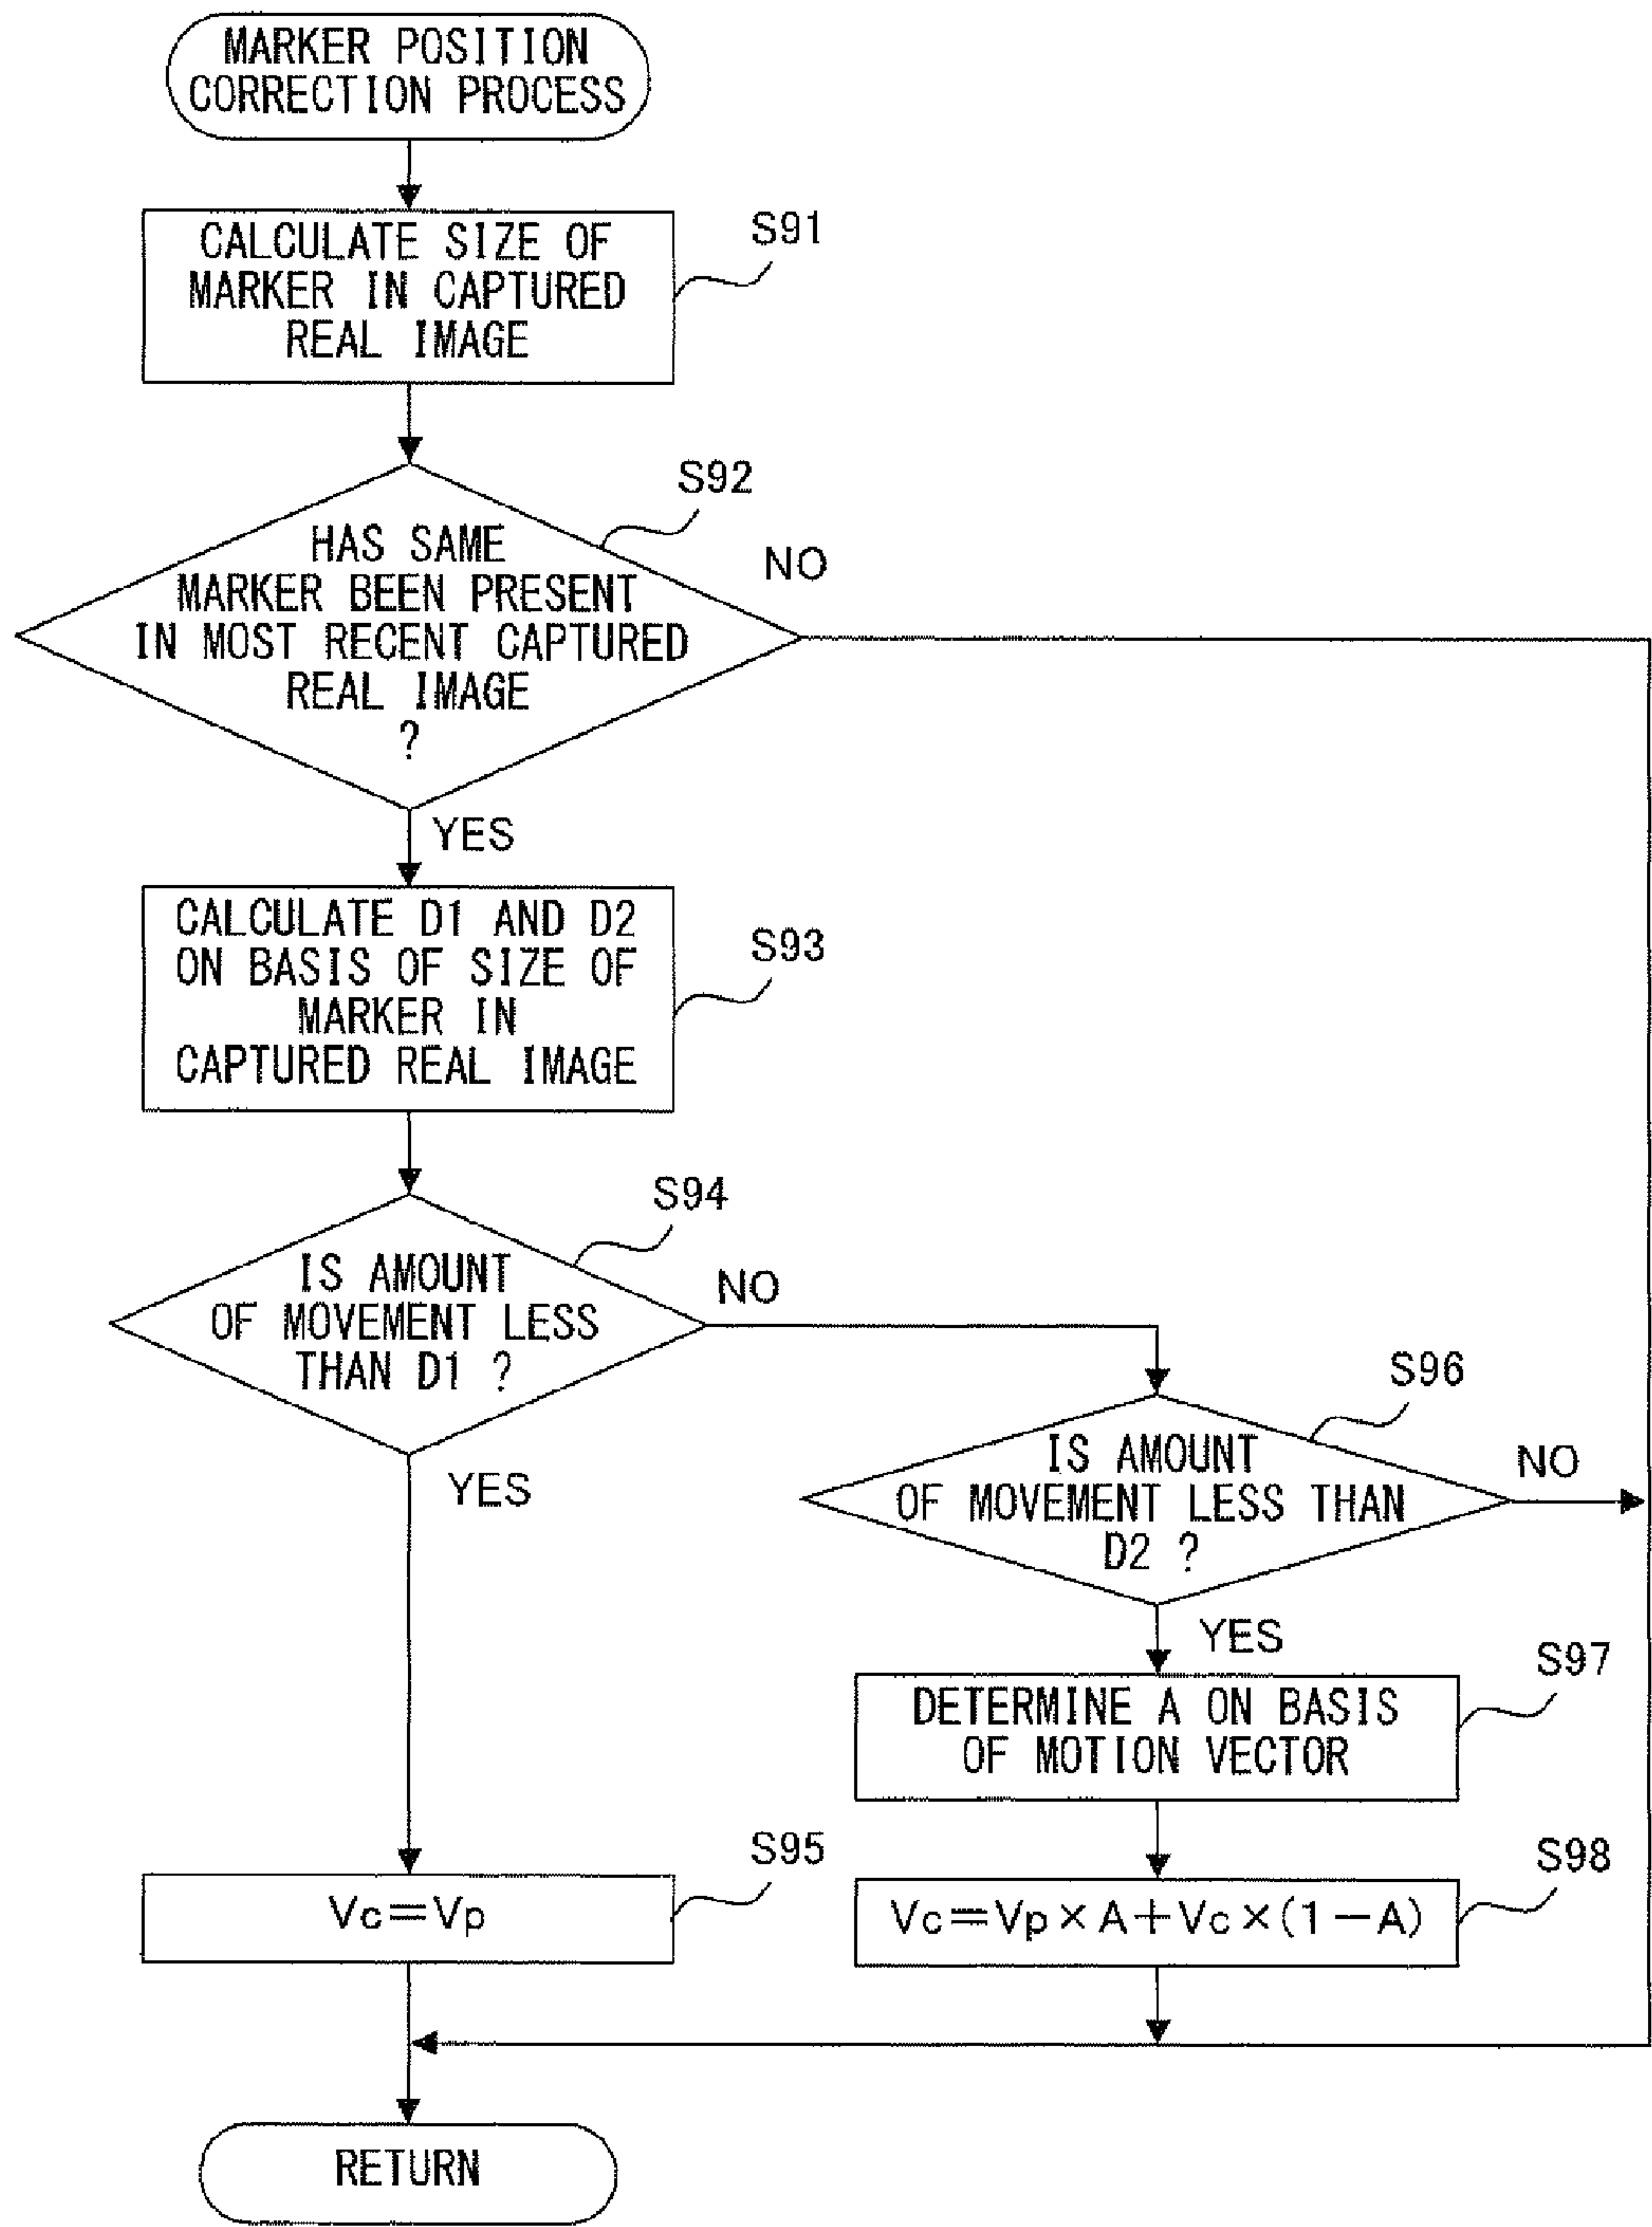 MARKER POSITION
CORRECTION PROCESS
CALCULATE SIZE OF
MARKER IN CAPTURED
REAL IMAGE
S91
S92
HAS SAME
MARKER BEEN PRESENT
IN MOST RECENT CAPTURED
REAL IMAGE
?
NO
YES
CALCULATE D1 AND D2
ON BASIS OF SIZE OF
MARKER IN
CAPTURED REAL IMAGE
S93
S94
IS AMOUNT
OF MOVEMENT LESS
THAN D1 ?
NO
YES
S96
IS AMOUNT
OF MOVEMENT LESS THAN
D2 ?
NO
YES
S97
DETERMINE A ON BASIS
OF MOTION VECTOR
S95
Vc=Vp
S98
Vc=Vp×A+Vc×(1-A)
RETURN